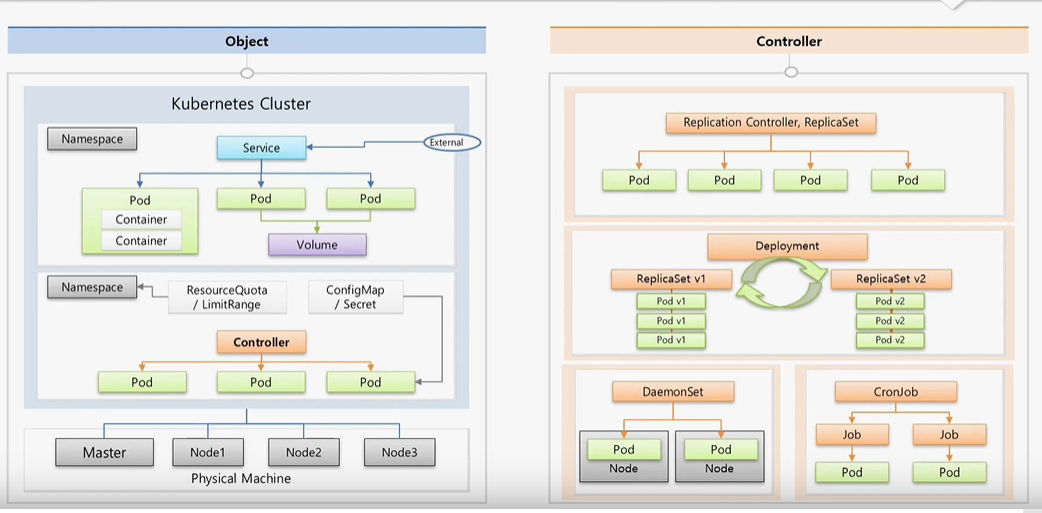 Object
Kubernetes Cluster
Namespace
Service
External
Pod
Container
Container
Pod
Pod
Volume
Namespace
ResourceQuota
/ LimitRange
ConfigMap
/ Secret
Controller
Pod
Pod
Pod
Master
Node1
Node2
Node3
Physical Machine
Controller
Replication Controller, ReplicaSet
Pod
Pod
Pod
Pod
Deployment
ReplicaSet v1
Pod v1
Pod v1
Pod v1
ReplicaSet v2
Pod v2
Pod v2
Pod v2
DaemonSet
Pod
Node
Pod
Node
CronJob
Job
Job
Pod
Pod